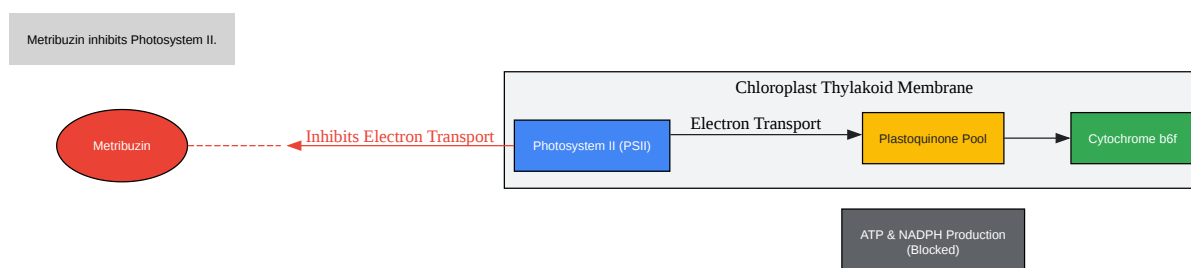 Metribuzin inhibits Photosystem II.
Chloroplast Thylakoid Membrane
Metribuzin
Inhibits Electron Transport
Photosystem II (PSII)
Electron Transport
Plastoquinone Pool
Cytochrome b6f
ATP & NADPH Production
(Blocked)